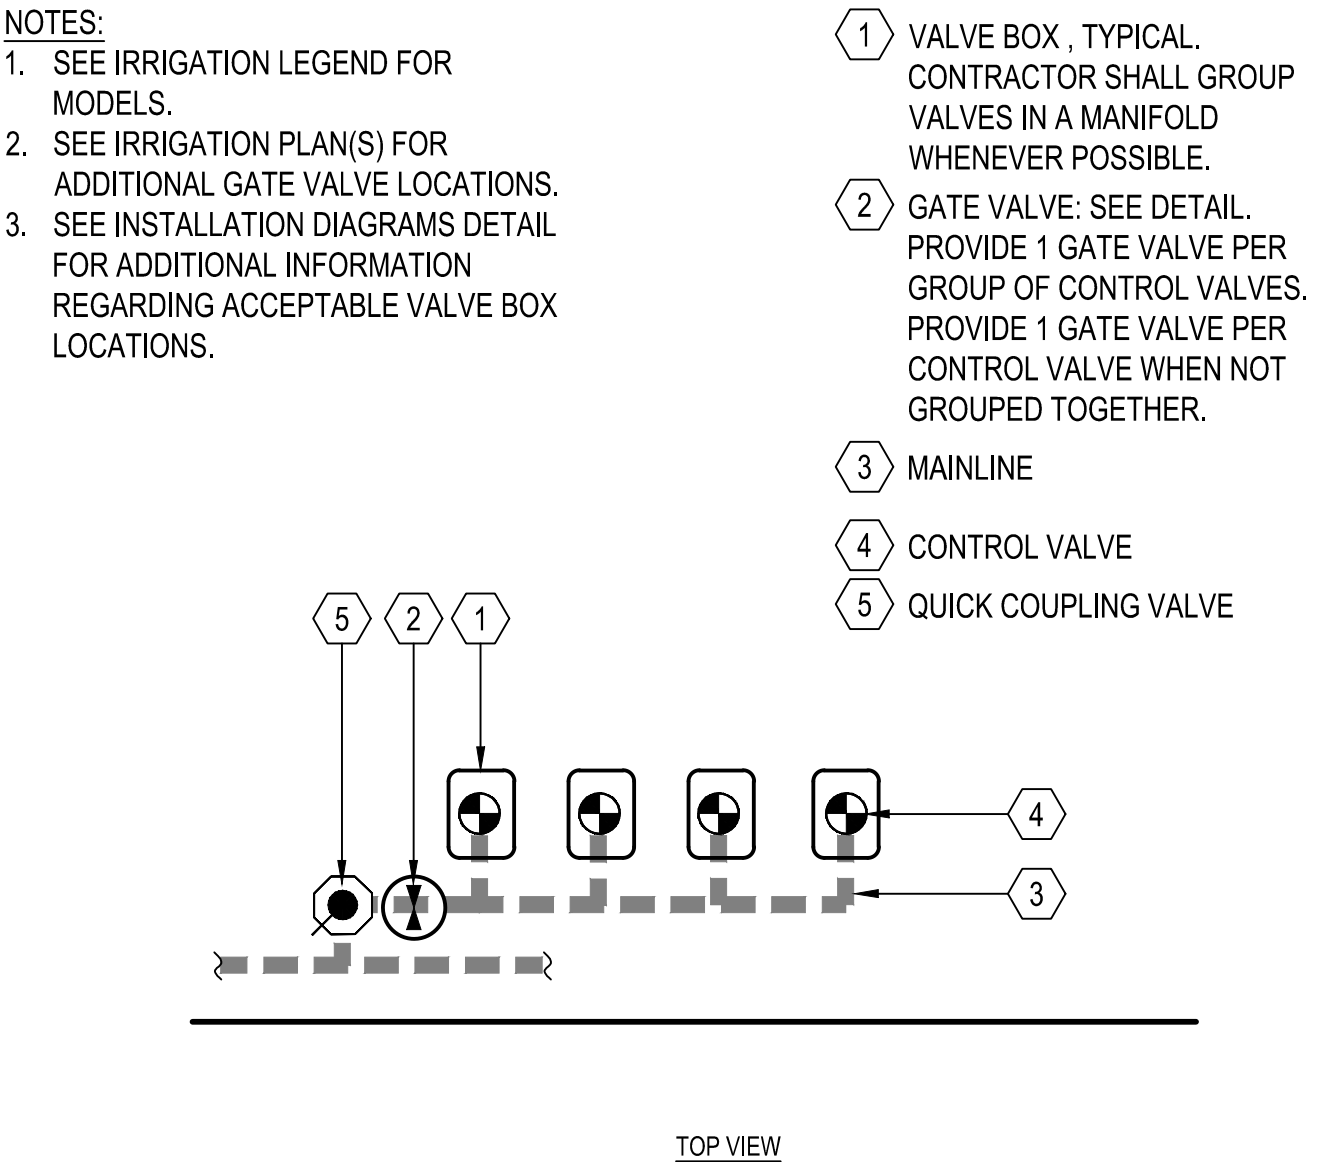 NOTES:
1. SEE IRRIGATION LEGEND FOR
MODELS.
2. SEE IRRIGATION PLAN(S) FOR
ADDITIONAL GATE VALVE LOCATIONS.
3. SEE INSTALLATION DIAGRAMS DETAIL
FOR ADDITIONAL INFORMATION
REGARDING ACCEPTABLE VALVE BOX
LOCATIONS.
1 VALVE BOX , TYPICAL.
CONTRACTOR SHALL GROUP
VALVES IN A MANIFOLD
WHENEVER POSSIBLE.
2 GATE VALVE: SEE DETAIL.
PROVIDE 1 GATE VALVE PER
GROUP OF CONTROL VALVES.
PROVIDE 1 GATE VALVE PER
CONTROL VALVE WHEN NOT
GROUPED TOGETHER.
3 MAINLINE
4 CONTROL VALVE
5 QUICK COUPLING VALVE
5 2 1
4
3
TOP VIEW